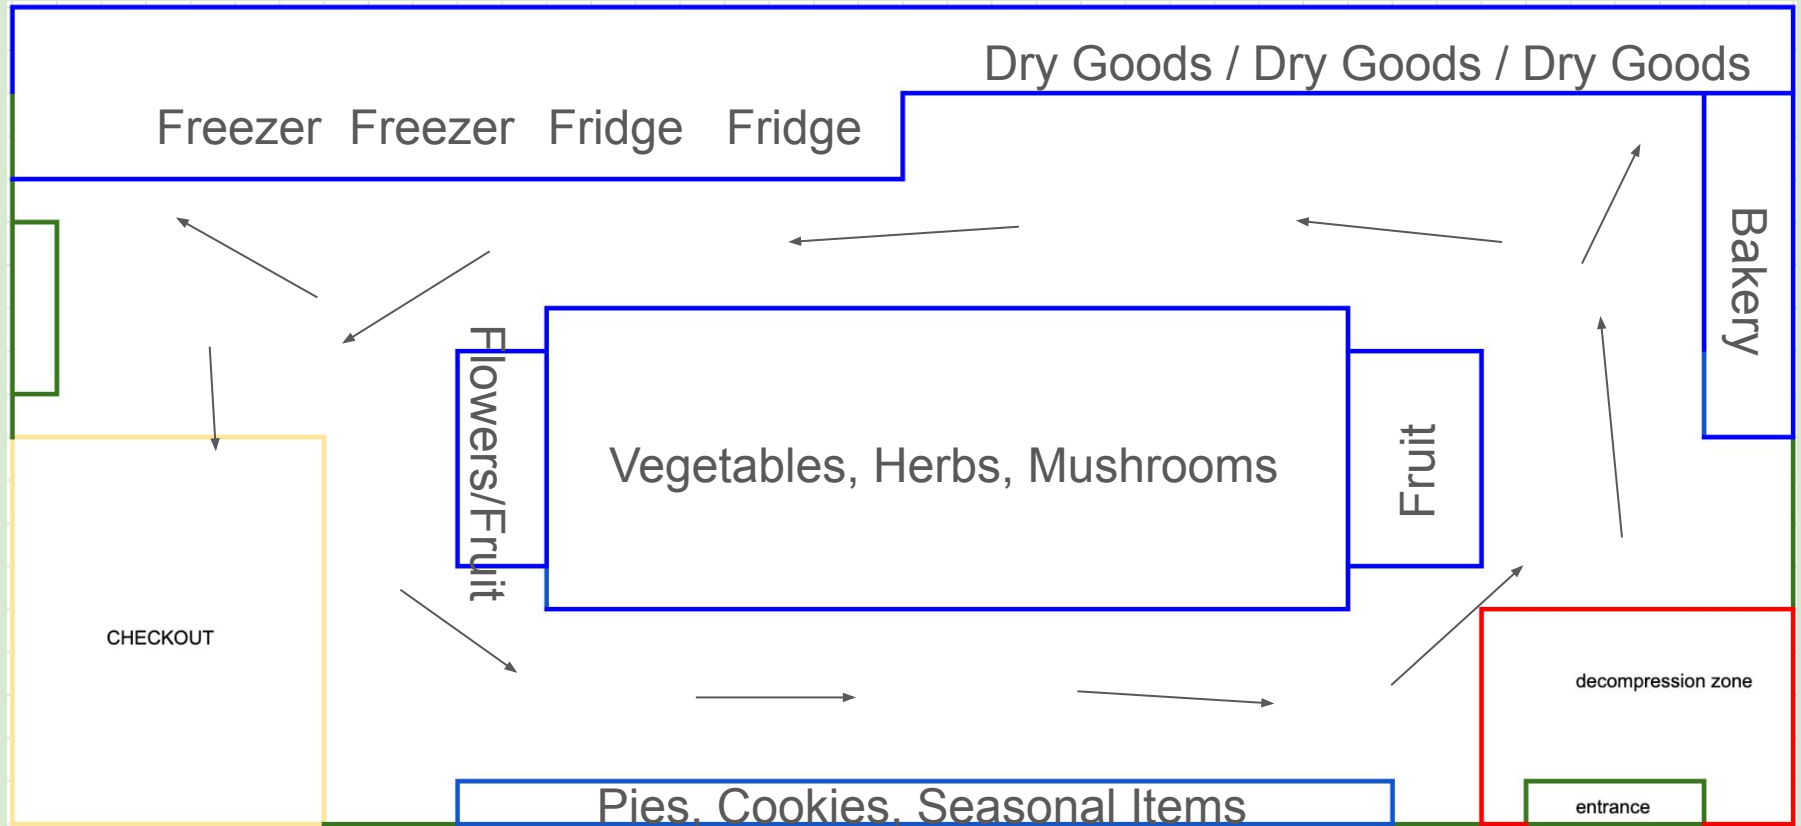 Dry Goods / Dry Goods / Dry Goods
Freezer Freezer Fridge Fridge
Bakery
Flowers/Fruiit
Vegetables, Herbs, Mushrooms
Fruit
CHECKOUT
decompression zone
Pies, Cookies, Seasonal Items
entrance